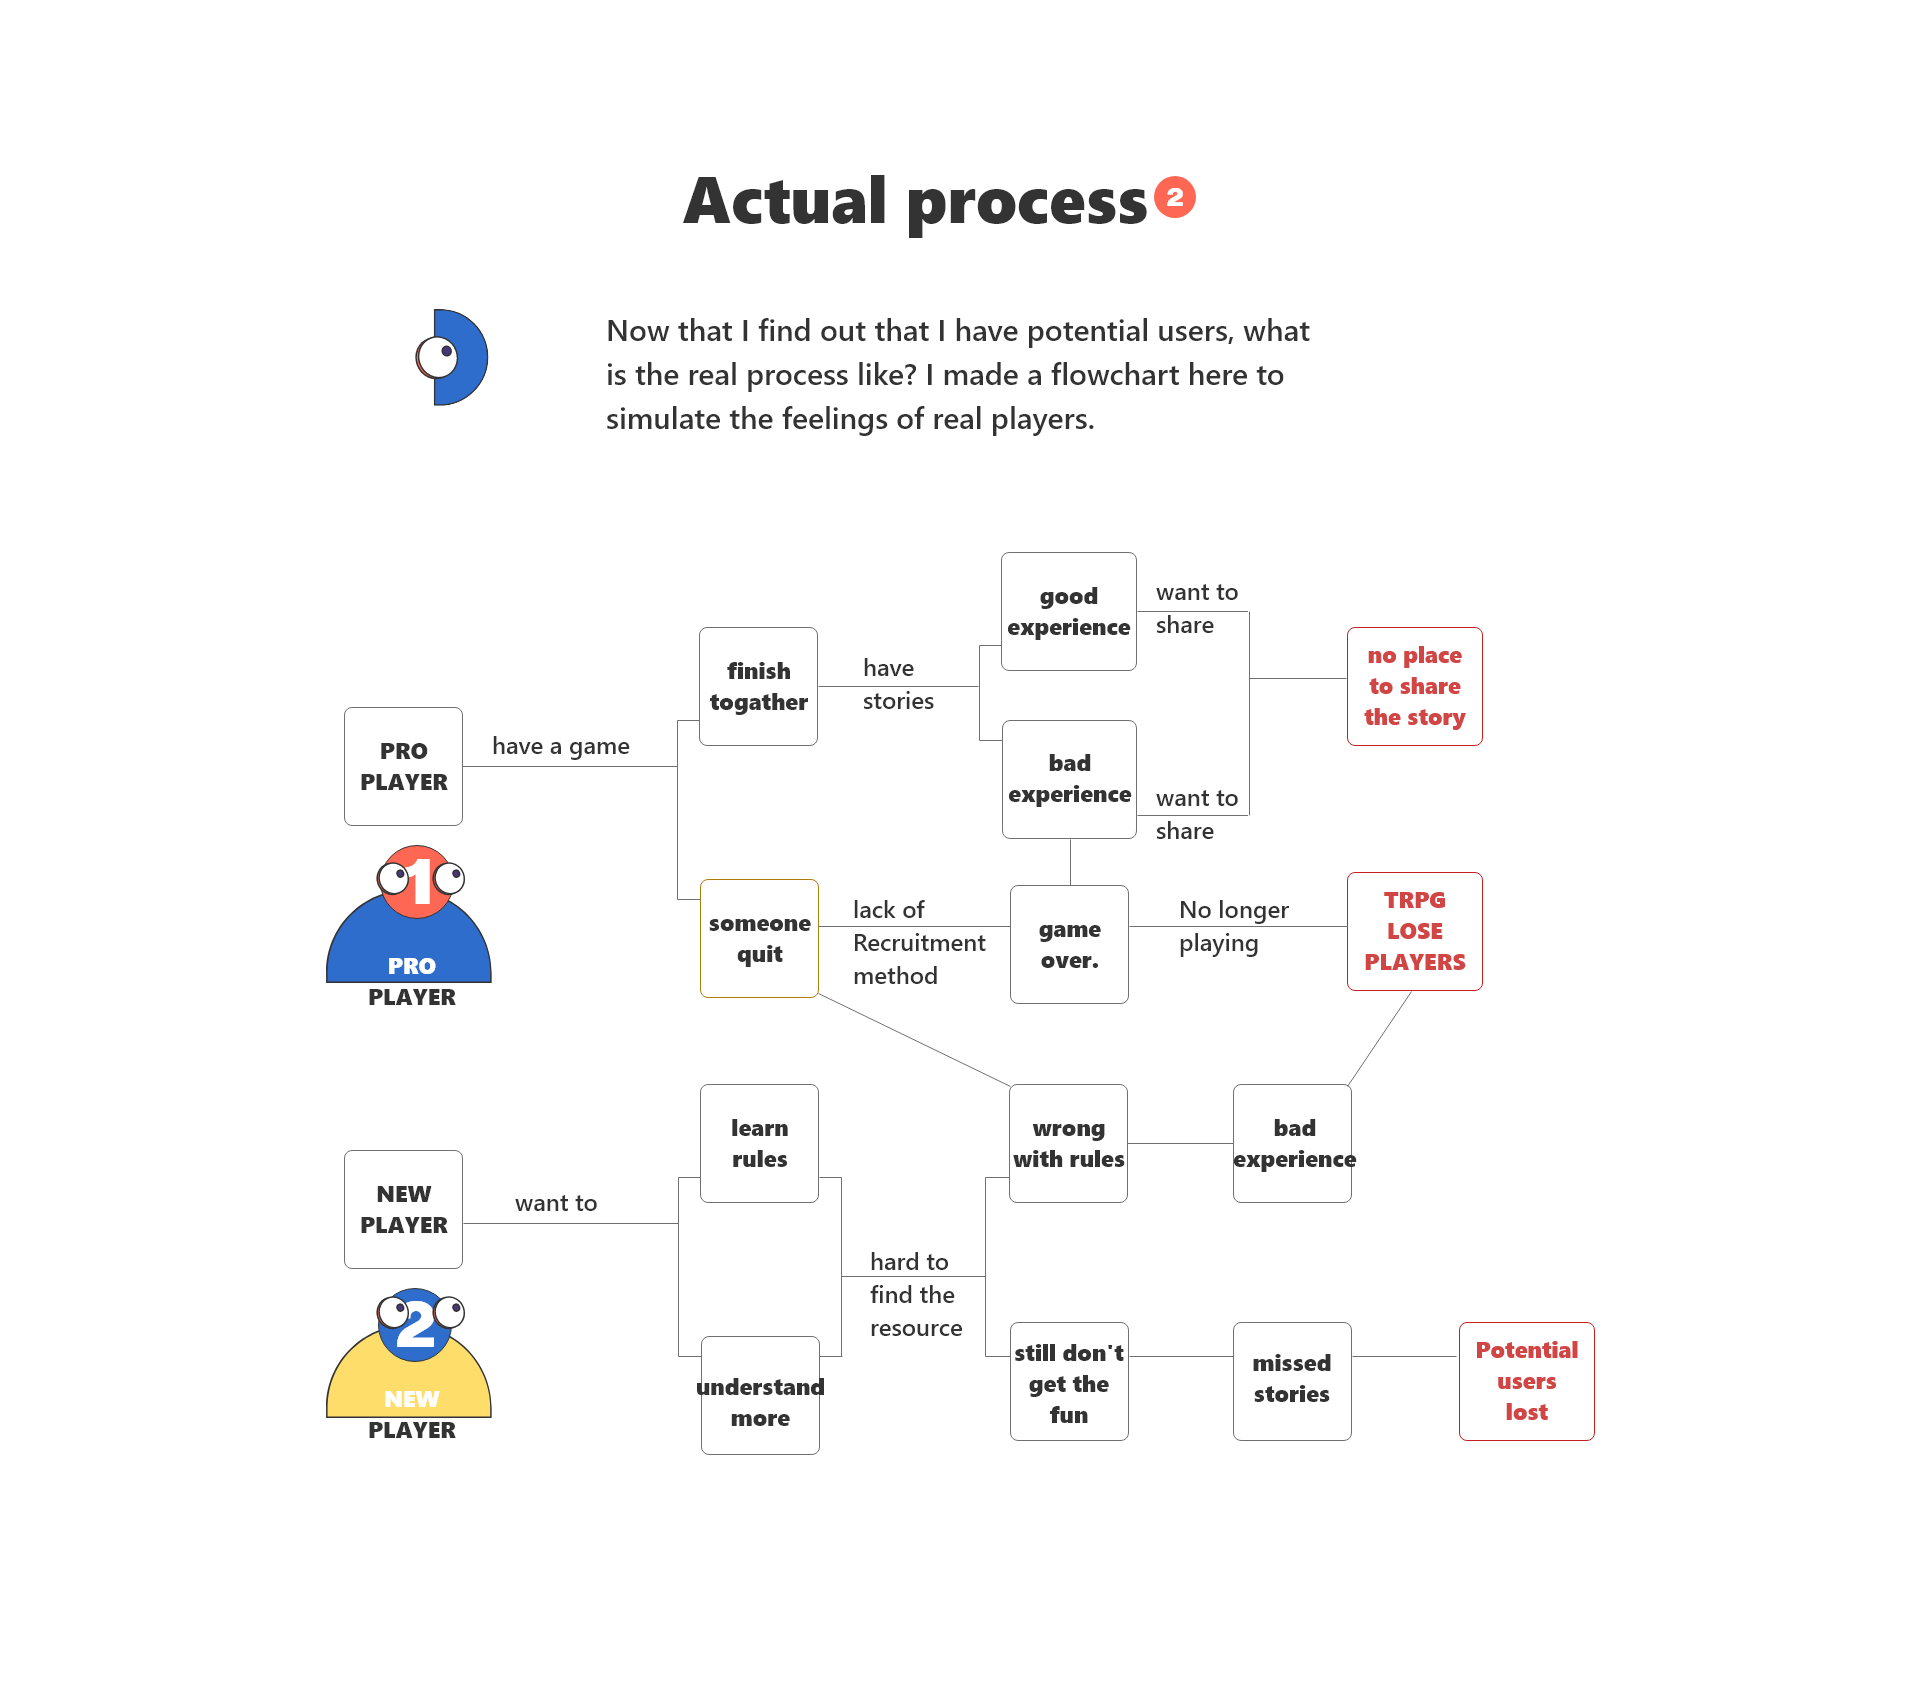 Actual process 2
Now that I find out that I have potential users, what
is the real process like? I made a flowchart here to
simulate the feelings of real players.
PRO
PLAYER
have a game
finish
togather
have
stories
good
experience
want to
share
bad
experience
want to
share
no place
to share
the story
1
PRO
PLAYER
someone
quit
lack of
Recruitment
method
game
over.
No longer
playing
TRPG
LOSE
PLAYERS
NEW
PLAYER
want to
learn
rules
understand
more
hard to
find the
resource
wrong
with rules
bad
experience
2
NEW
PLAYER
still don't
get the
fun
missed
stories
Potential
users
lost